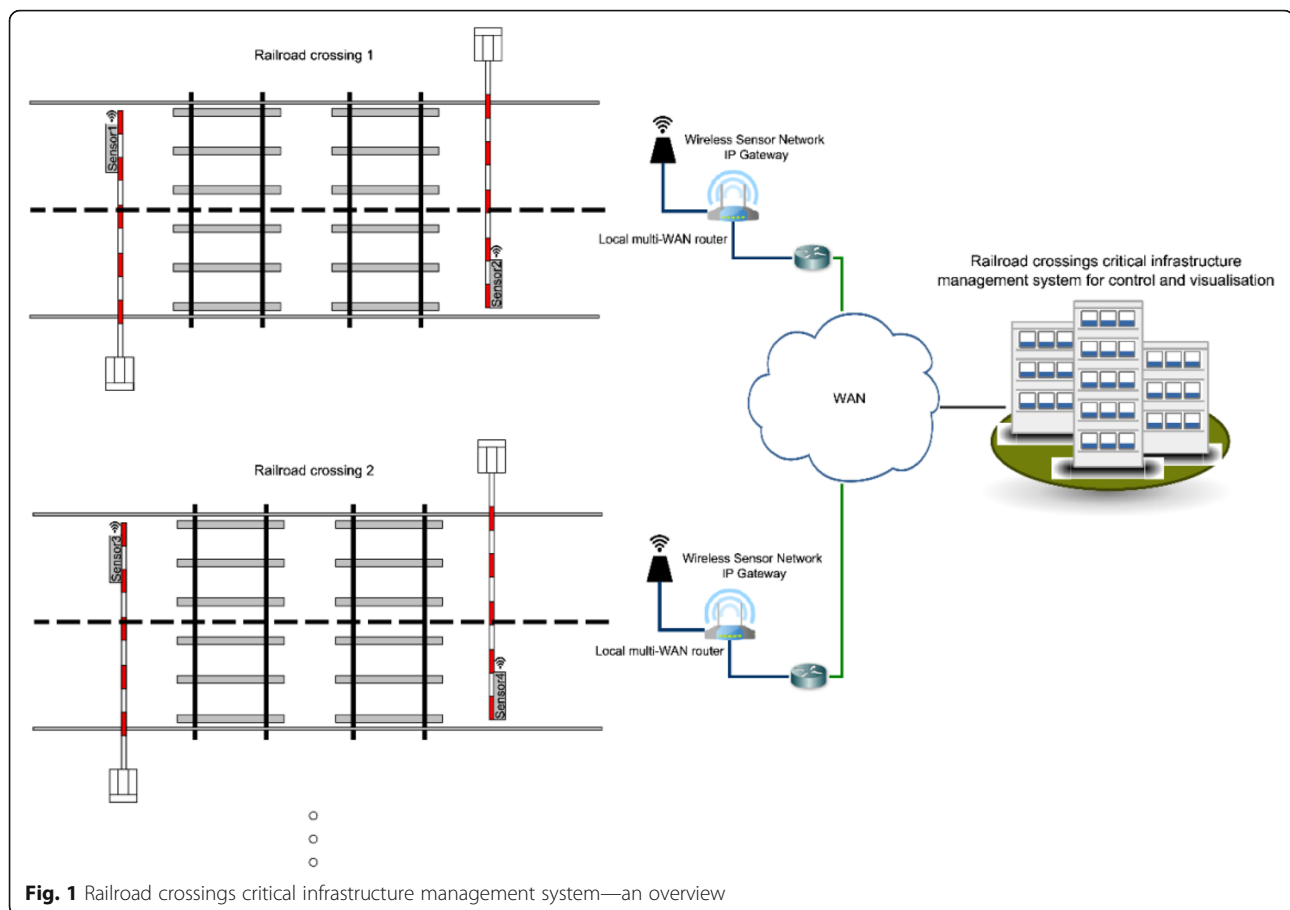 Railroad crossing 1
Sensor1
Sensor2
Wireless Sensor Network
IP Gateway
Local multi-WAN router
Railroad crossings critical infrastructure
management system for control and visualisation
WAN
Railroad crossing 2
Sensor3
Sensor4
Wireless Sensor Network
IP Gateway
Local multi-WAN router
Fig. 1 Railroad crossings critical infrastructure management system—an overview